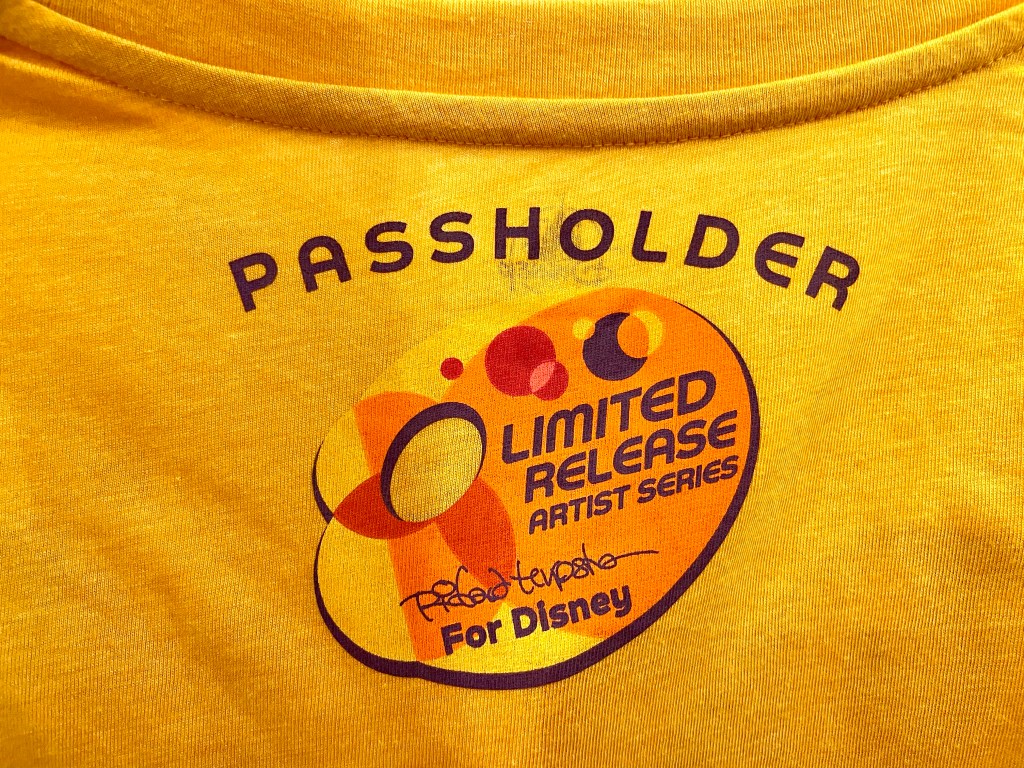 PASSHOLDER
LIMITED
RELEASE
ARTIST SERIES
For Disney